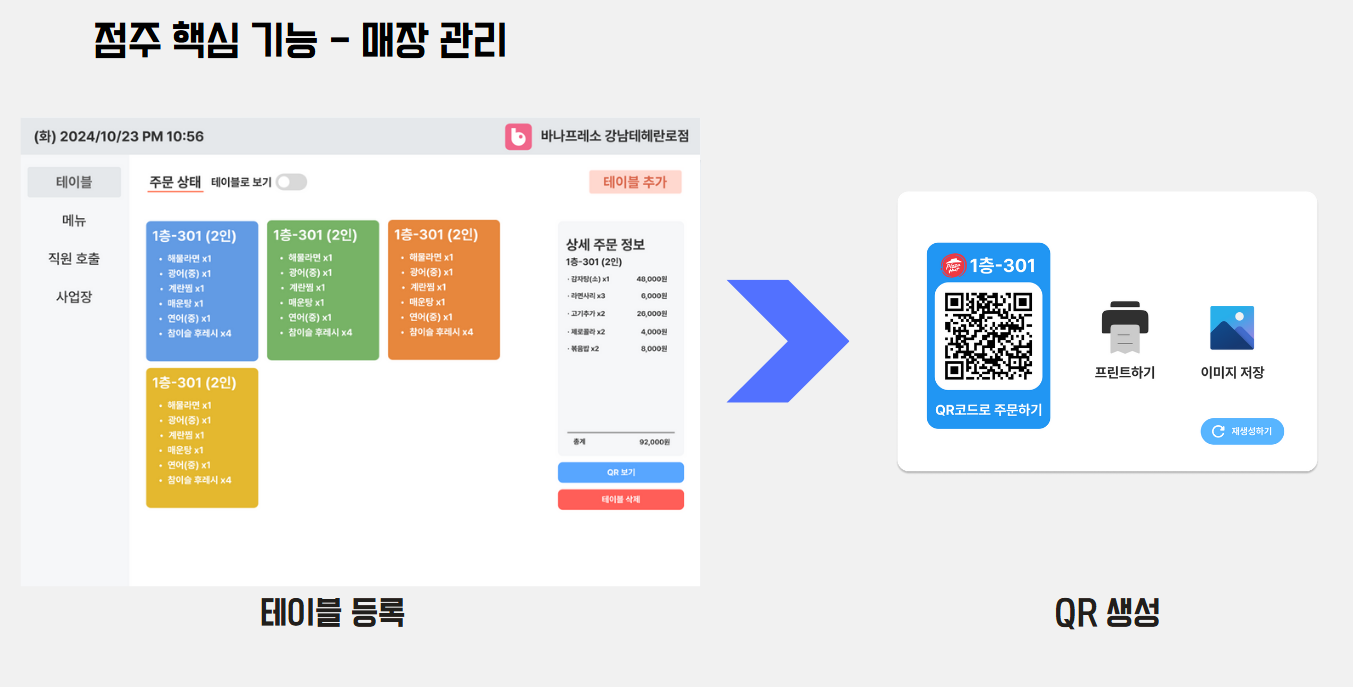 점주 핵심 기능 - 매장 관리
(화) 2024/10/23 PM 10:56
바나프레소 강남테헤란로점
테이블
메뉴
직원 호출
사업장
주문 상태 테이블로 보기
테이블 추가
1층-301 (2인)
• 해물라면 x1
• 광어(중) x1
• 계란찜 x1
• 매운탕 x1
• 연어(중) x1
• 참이슬 후레시 x4
1층-301 (2인)
• 해물라면 x1
• 광어(중) x1
• 계란찜 x1
• 매운탕 x1
• 연어(중) x1
• 참이슬 후레시 x4
1층-301 (2인)
• 해물라면 x1
• 광어(중) x1
• 계란찜 x1
• 매운탕 x1
• 연어(중) x1
• 참이슬 후레시 x4
1층-301 (2인)
• 해물라면 x1
• 광어(중) x1
• 계란찜 x1
• 매운탕 x1
• 연어(중) x1
• 참이슬 후레시 x4
상세 주문 정보
1층-301 (2인)
· 감자탕(소) x1 48,000원
· 라면사리 x3 6,000원
· 고기추가 x2 26,000원
· 제로콜라 x2 4,000원
· 볶음밥 x2 8,000원
총계 92,000원
QR 보기
테이블 삭제
테이블 등록
1층-301
QR코드로 주문하기
프린트하기
이미지 저장
재생성하기
QR 생성